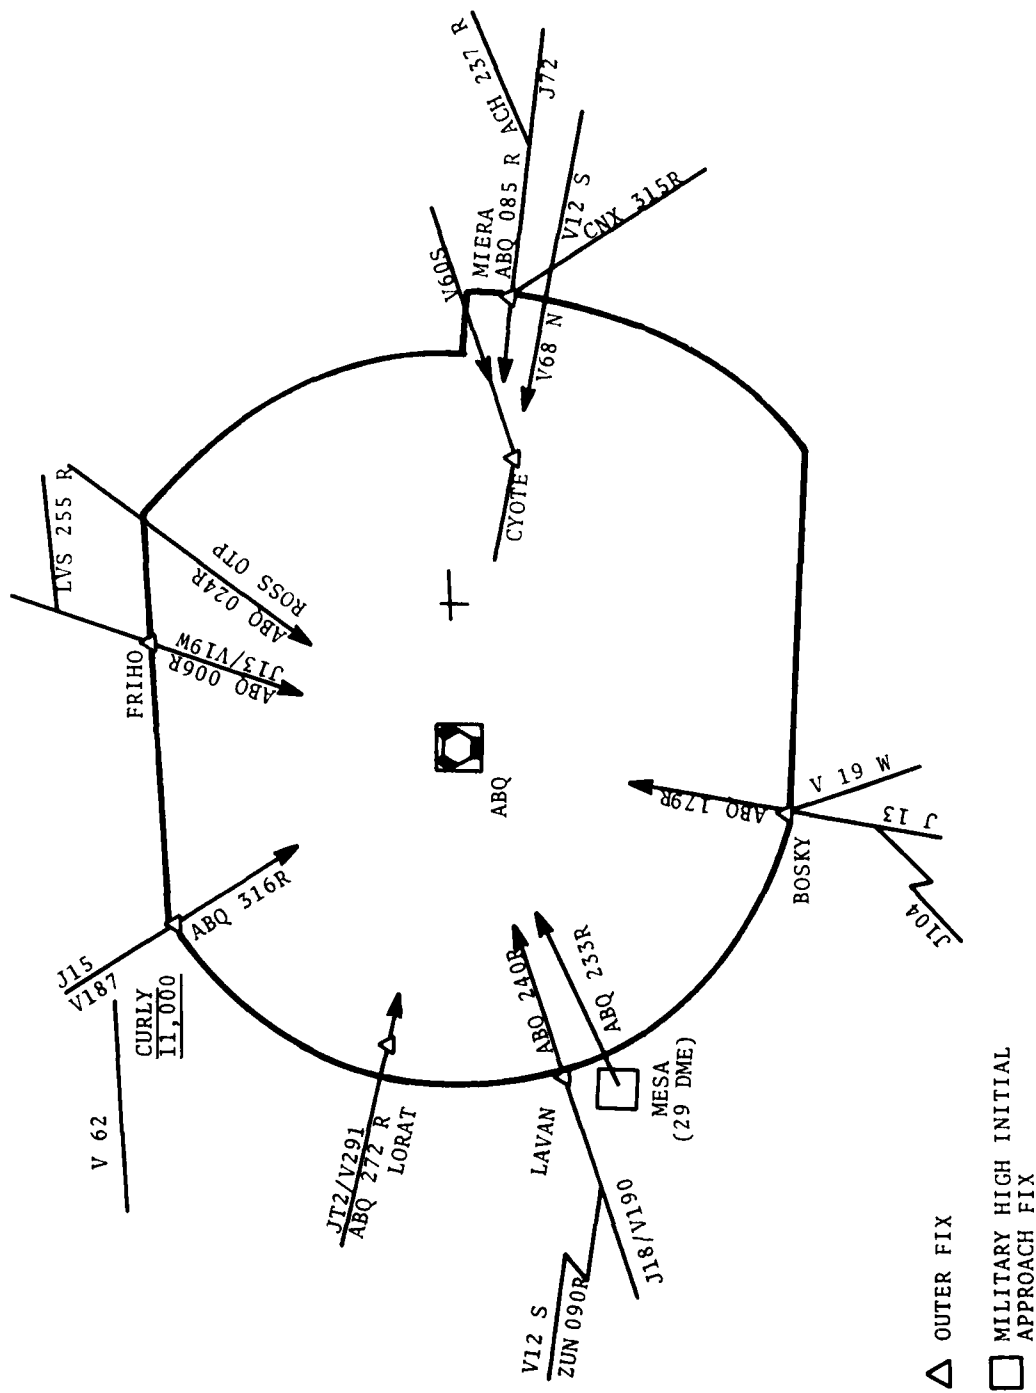 ACH 237 R
J72
MIERA
ABQ 085 R
V60S
V12 S
CNX 315R
V68 N
CYOTE
LVS 255 R
ROSS OTP
ABQ 024R
FRIHO
J13/V19W
ABQ 006R
ABQ
J15
V187
ABQ 316R
CURLY
11,000
V 62
JT2/V291
ABQ 272 R
LORAT
LAVAN
ABQ 240R
ABQ 233R
MESA
(29 DME)
J18/V190
V12 S
ZUN 090R
ABQ 179R
BOSKY
V 19 W
J 13
J104
OUTER FIX
MILITARY HIGH INITIAL
APPROACH FIX